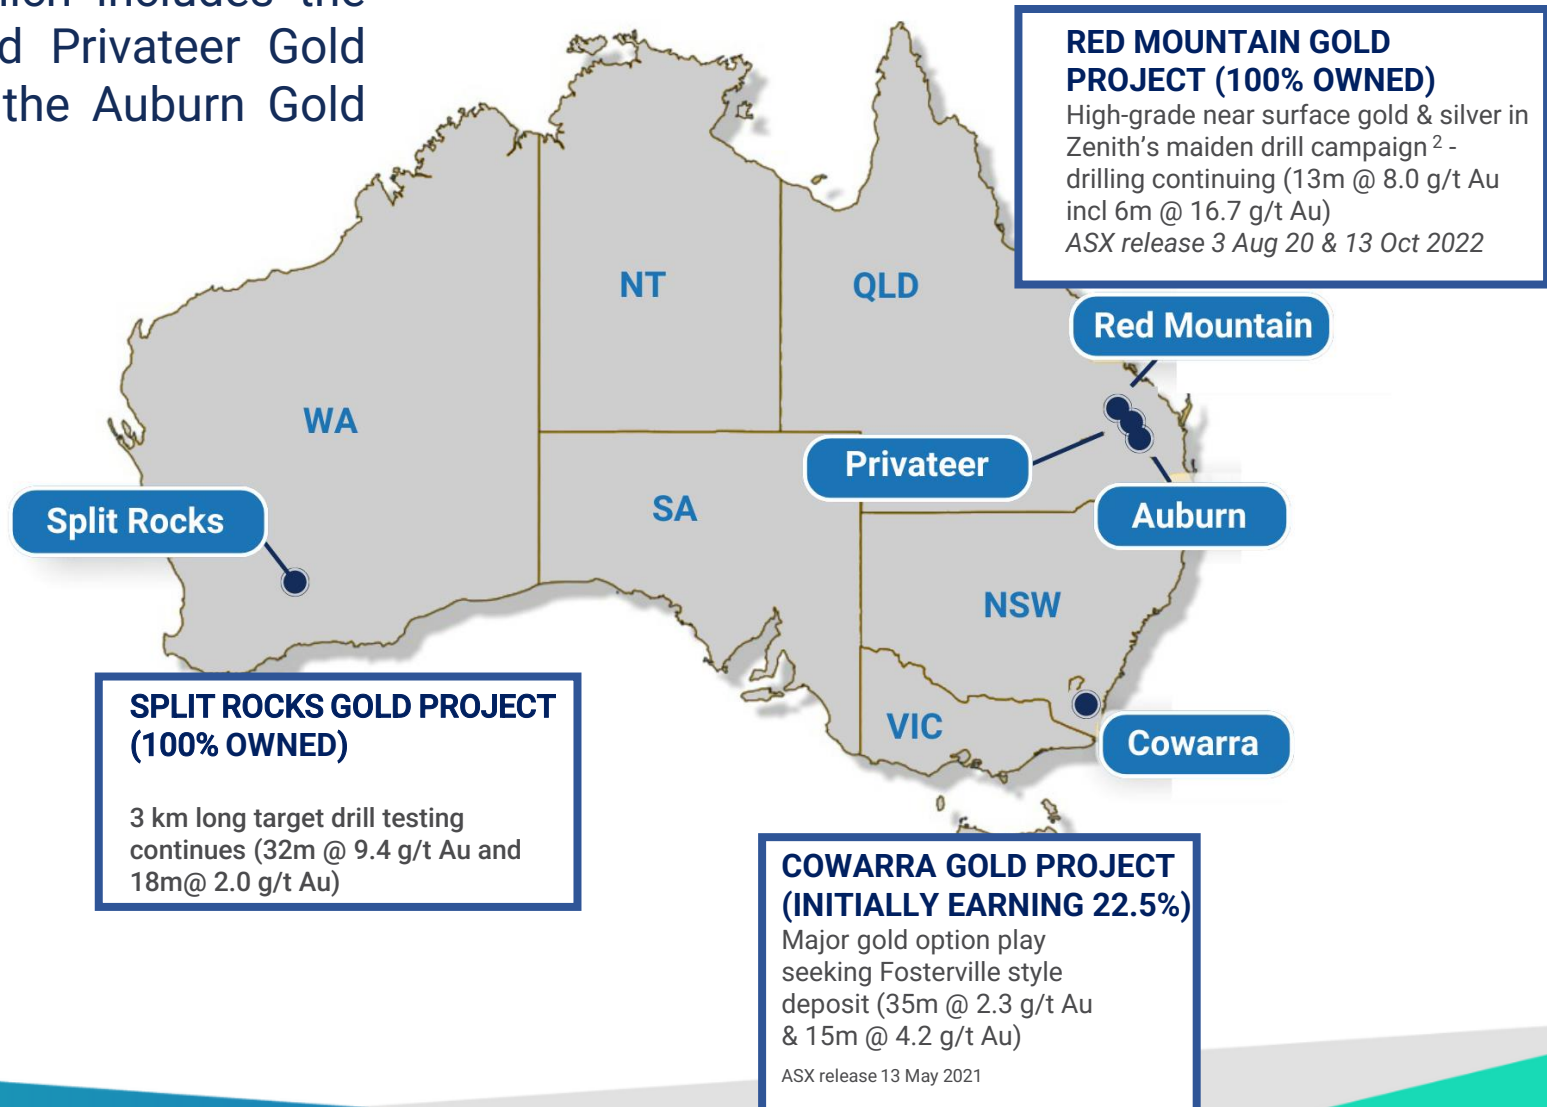 d Privateer Gold
the Auburn Gold
RED MOUNTAIN GOLD
PROJECT (100% OWNED)
High-grade near surface gold & silver in
Zenith's maiden drill campaign 2 -
drilling continuing (13m @ 8.0 g/t Au
incl 6m @ 16.7 g/t Au)
ASX release 3 Aug 20 & 13 Oct 2022
NT
QLD
Red Mountain
WA
Privateer
SA
Split Rocks
Auburn
NSW
SPLIT ROCKS GOLD PROJECT
(100% OWNED)
3 km long target drill testing
continues (32m @ 9.4 g/t Au and
18m@ 2.0 g/t Au)
VIC
Cowarra
COWARRA GOLD PROJECT
(INITIALLY EARNING 22.5%)
Major gold option play
seeking Fosterville style
deposit (35m @ 2.3 g/t Au
& 15m @ 4.2 g/t Au)
ASX release 13 May 2021